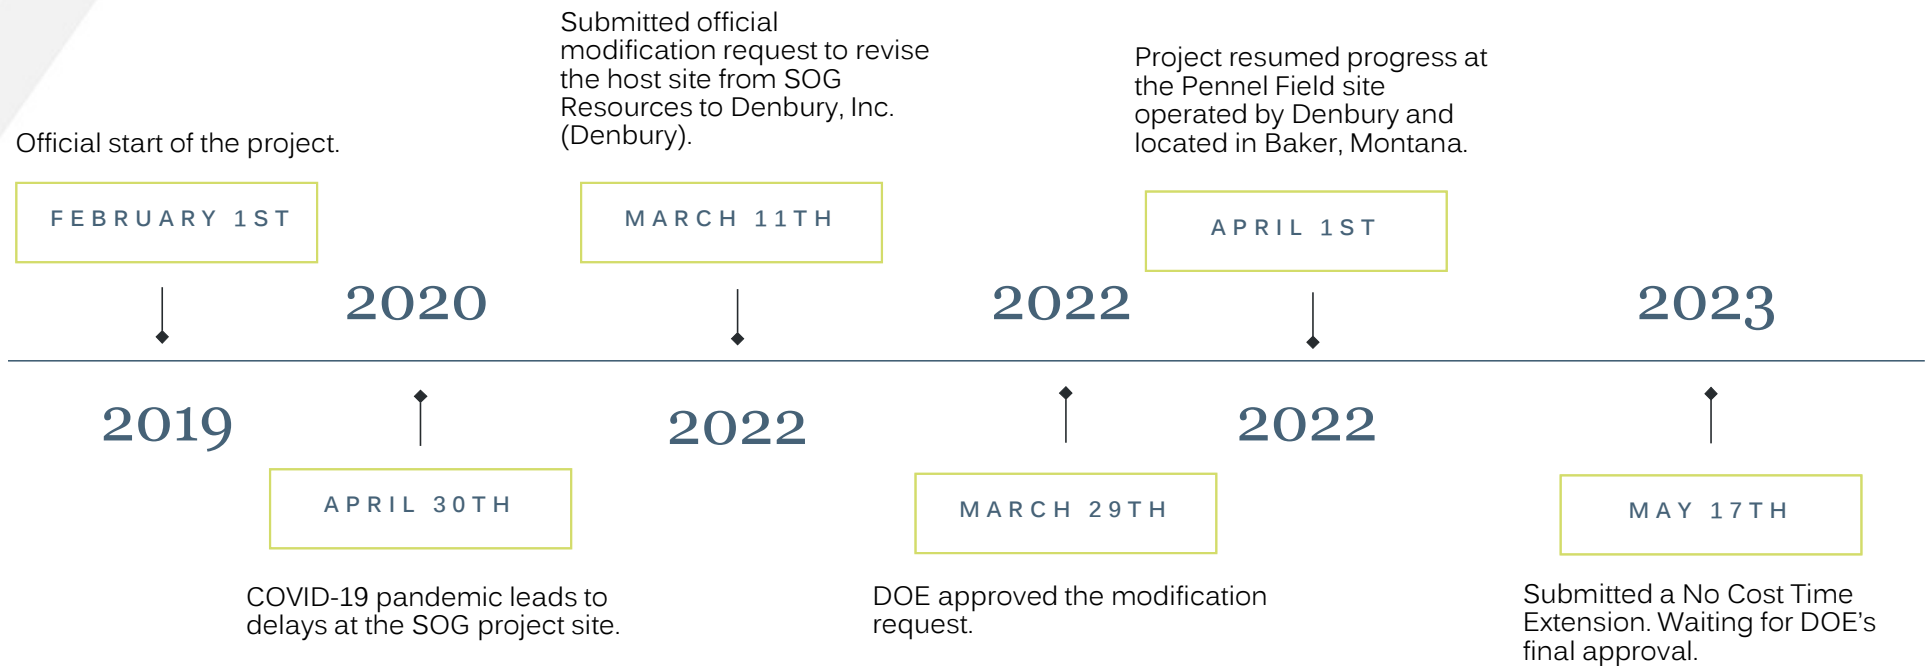 Official start of the project.
FEBRUARY 1ST
2019
2020
APRIL 30TH
COVID-19 pandemic leads to
delays at the SOG project site.
Submitted official
modification request to revise
the host site from SOG
Resources to Denbury, Inc.
(Denbury).
MARCH 11TH
2022
2022
MARCH 29TH
DOE approved the modification
request.
Project resumed progress at
the Pennel Field site
operated by Denbury and
located in Baker, Montana.
APRIL 1ST
2022
2023
MAY 17TH
Submitted a No Cost Time
Extension. Waiting for DOE’s
final approval.